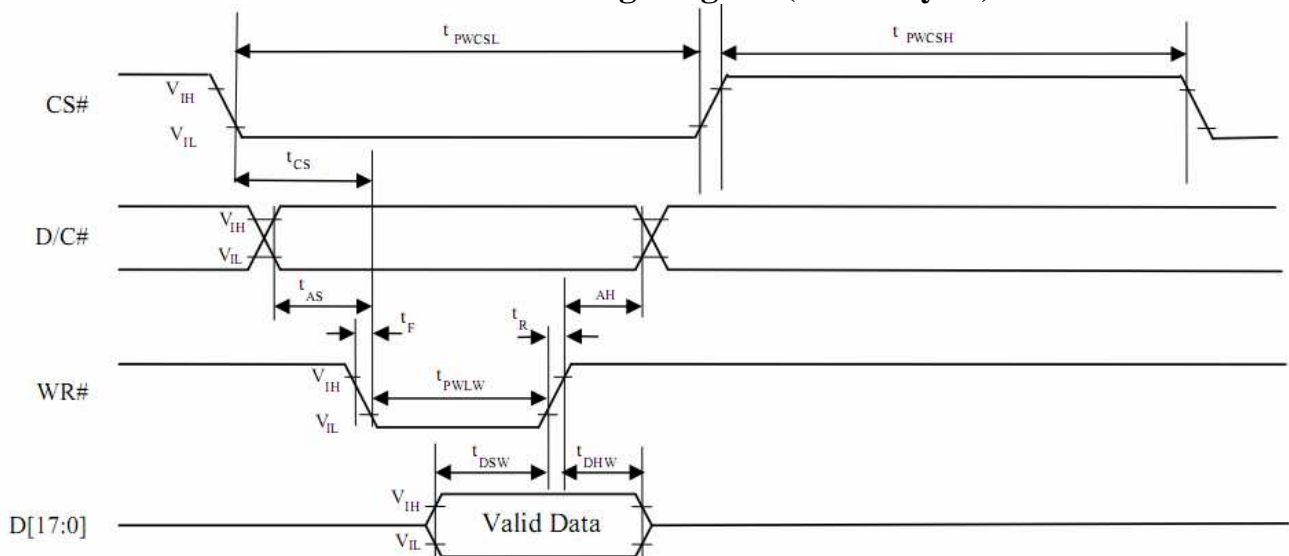 t PWCSL
t PWCSH
CS#
V IH
V IL
t CS
D/C#
V IH
V IL
t AS
t F
t R
AH
WR#
V IH
V IL
t PWLW
t DSW
t DHW
D[17:0]
V IH
V IL
Valid Data